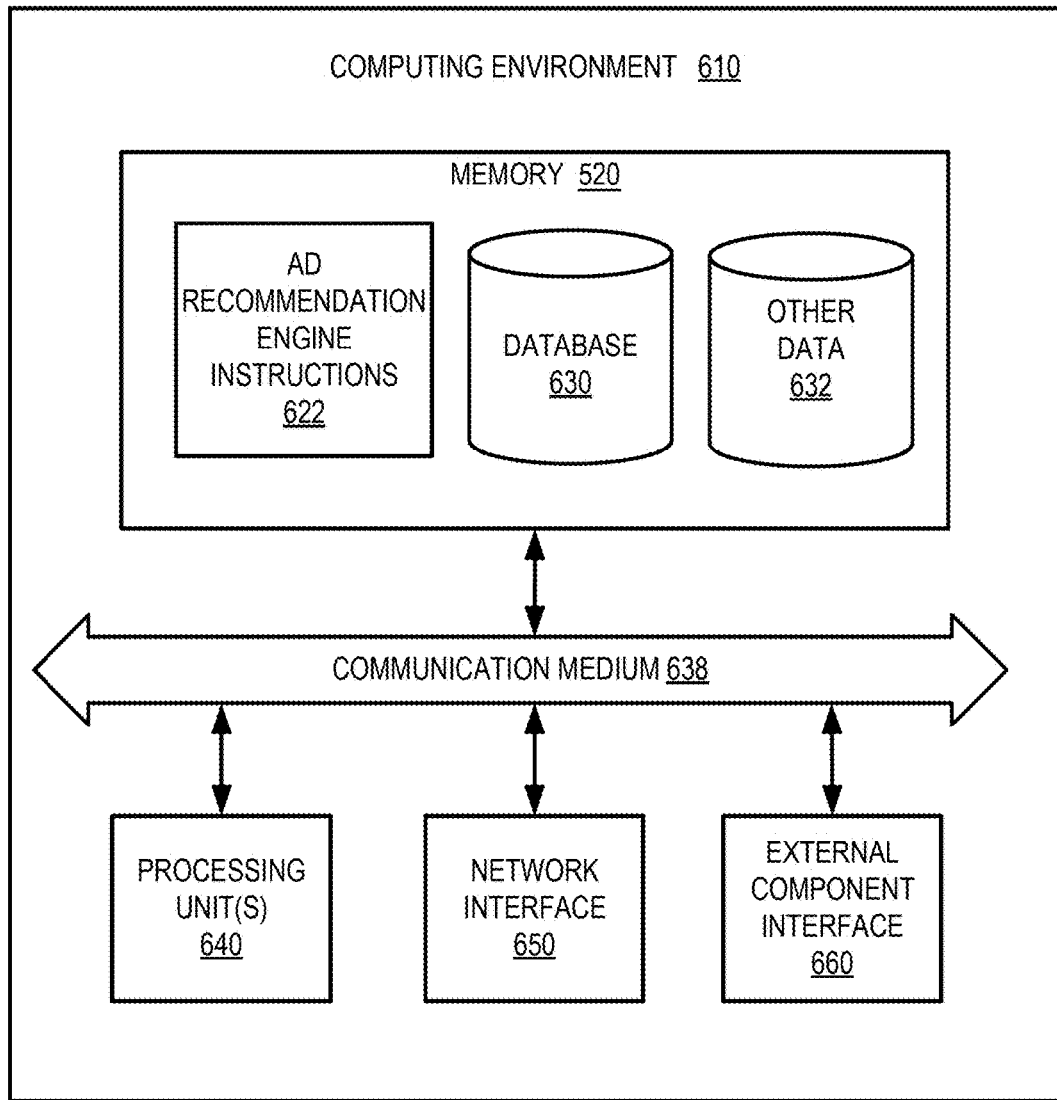 COMPUTING ENVIRONMENT 610
MEMORY 520
AD
RECOMMENDATION
ENGINE
INSTRUCTIONS
622
DATABASE
630
OTHER
DATA
632
COMMUNICATION MEDIUM 638
PROCESSING
UNIT(S)
640
NETWORK
INTERFACE
650
EXTERNAL
COMPONENT
INTERFACE
660